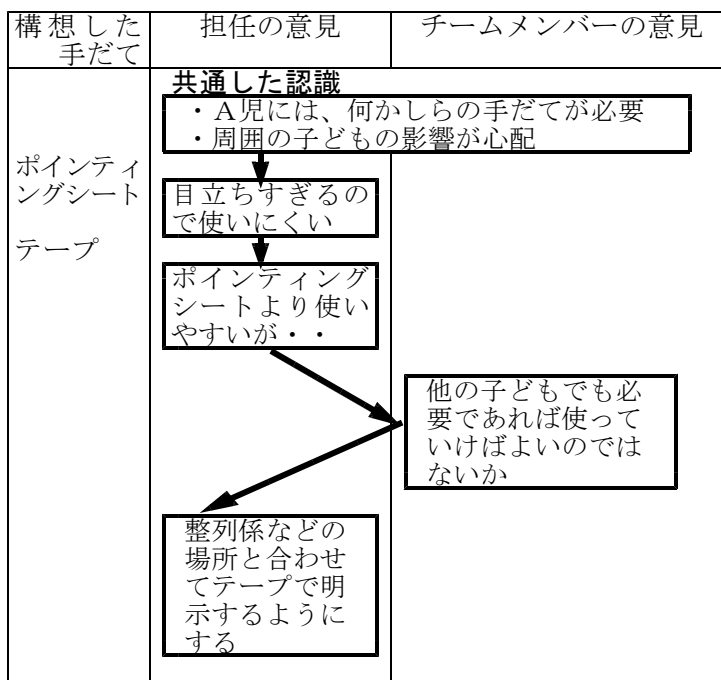 構想した
手だて
担任の意見
チームメンバーの意見
共通した認識
・A児には、何かしらの手だてが必要
・周囲の子どもの影響が心配
ポインティ
ングシート
目立ちすぎるの
で使いにくい
テープ
ポインティング
シートより使い
やすいが・・
他の子どもでも必
要であれば使って
いけばよいのでは
ないか
整列係などの
場所と合わせ
てテープで明
示するように
する